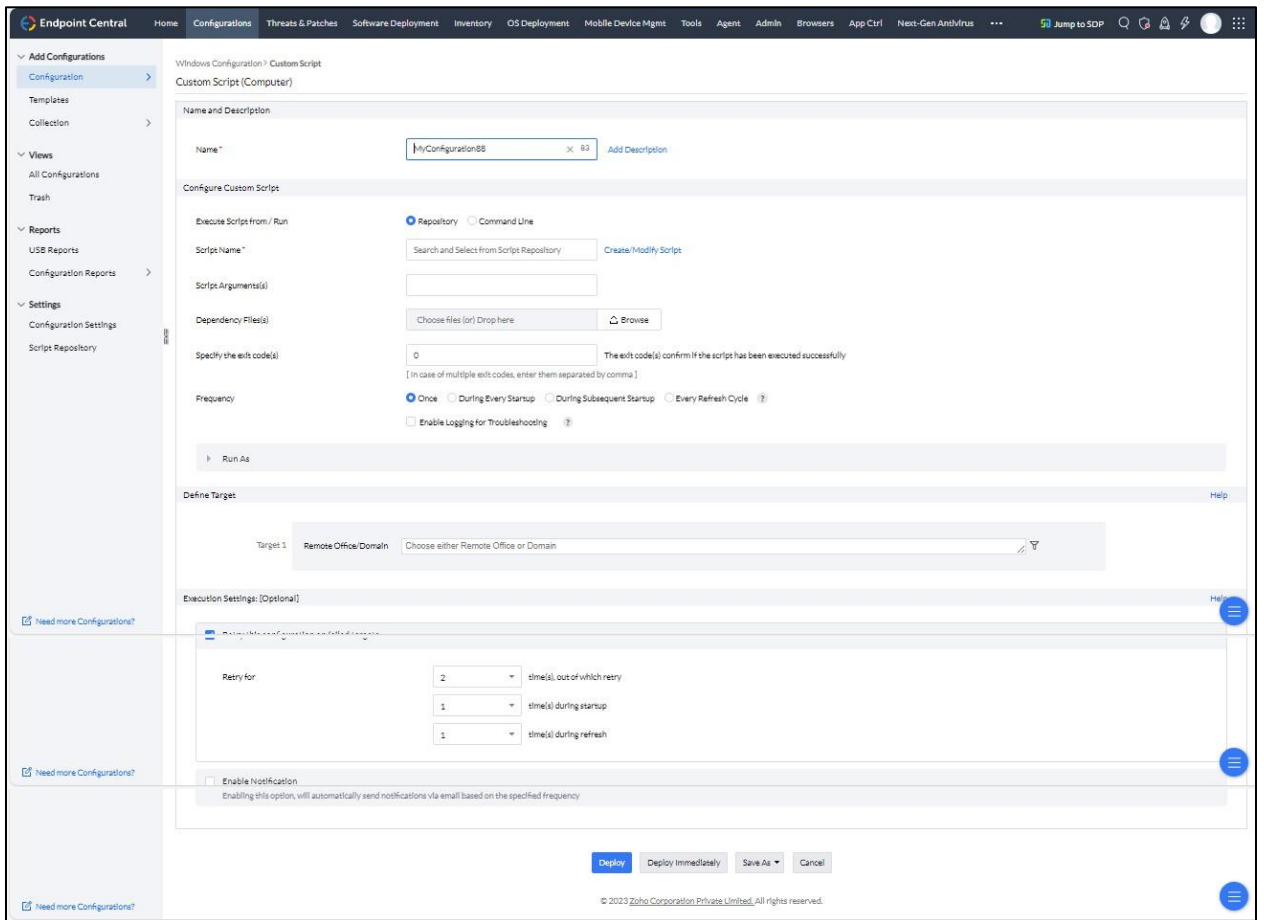 Endpoint Central Home Configurations Threats & Patches Software Deployment Inventory OS Deployment Mobile Device Mgmt Tools Agent Admin Browsers App Ctrl Next-Gen Antivirus ••• Jump to SDP
Add Configurations
Configuration
Templates
Collection
Views
All Configurations
Trash
Reports
USB Reports
Configuration Reports
Settings
Configuration Settings
Script Repository
Need more Configurations?
Windows Configuration > Custom Script
Custom Script (Computer)
Name and Description
Name * MyConfiguration88 × 83 Add Description
Configure Custom Script
Execute Script from / Run Repository Command Line
Script Name * Search and Select from Script Repository Create/Modify Script
Script Arguments(s)
Dependency Files(s) Choose files (or) Drop here Browse
Specify the exit code(s) 0 The exit code(s) confirm if the script has been executed successfully
[ In case of multiple exit codes, enter them separated by comma ]
Frequency Once During Every Startup During Subsequent Startup Every Refresh Cycle ?
Enable Logging for Troubleshooting ?
Run As
Define Target Help
Target 1 Remote Office/Domain Choose either Remote Office or Domain
Execution Settings: [Optional] Help
Retry for 2 time(s), out of which retry
1 time(s) during startup
1 time(s) during refresh
Need more Configurations?
Enable Notification
Enabling this option, will automatically send notifications via email based on the specified frequency
Deploy Deploy Immediately Save As Cancel
© 2023 Zoho Corporation Private Limited. All rights reserved.
Need more Configurations?